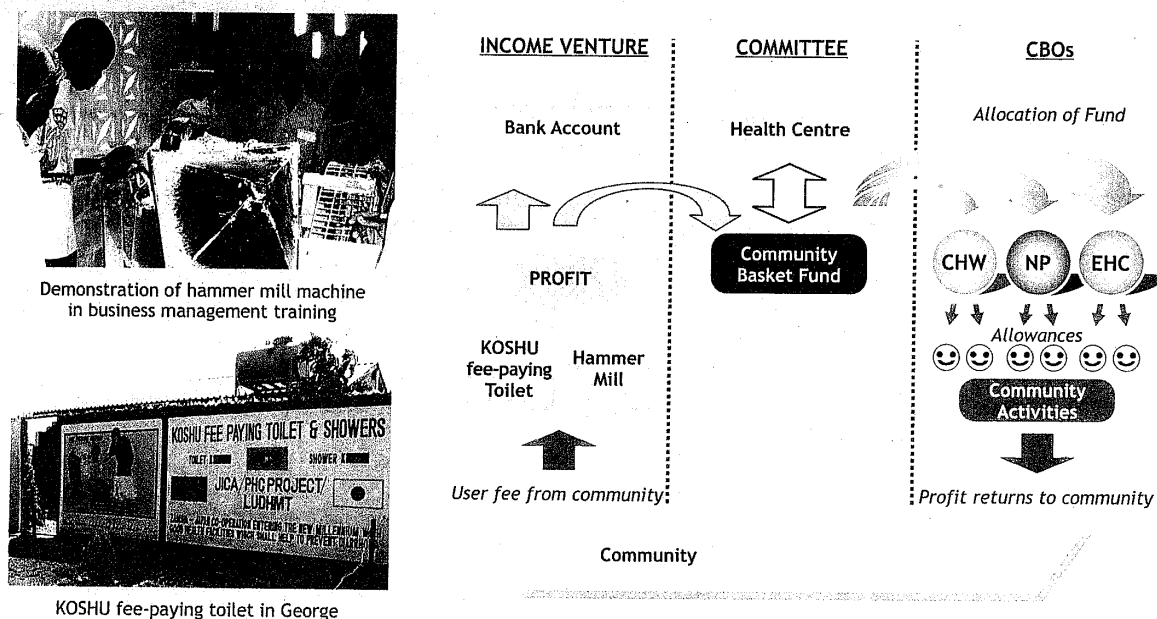 Demonstration of hammer mill machine
in business management training
KOSHU FEE PAYING TOILET & SHOWERS
TOILET
SHOWER
JICA/PHC PROJECT/
LUDHMT
KOSHU fee-paying toilet in George
INCOME VENTURE
Bank Account
PROFIT
KOSHU
fee-paying
Toilet
Hammer
Mill
User fee from community
COMMITTEE
Health Centre
Community
Basket Fund
CBOs
Allocation of Fund
CHW
NP
EHC
Allowances
Community
Activities
Profit returns to community
Community